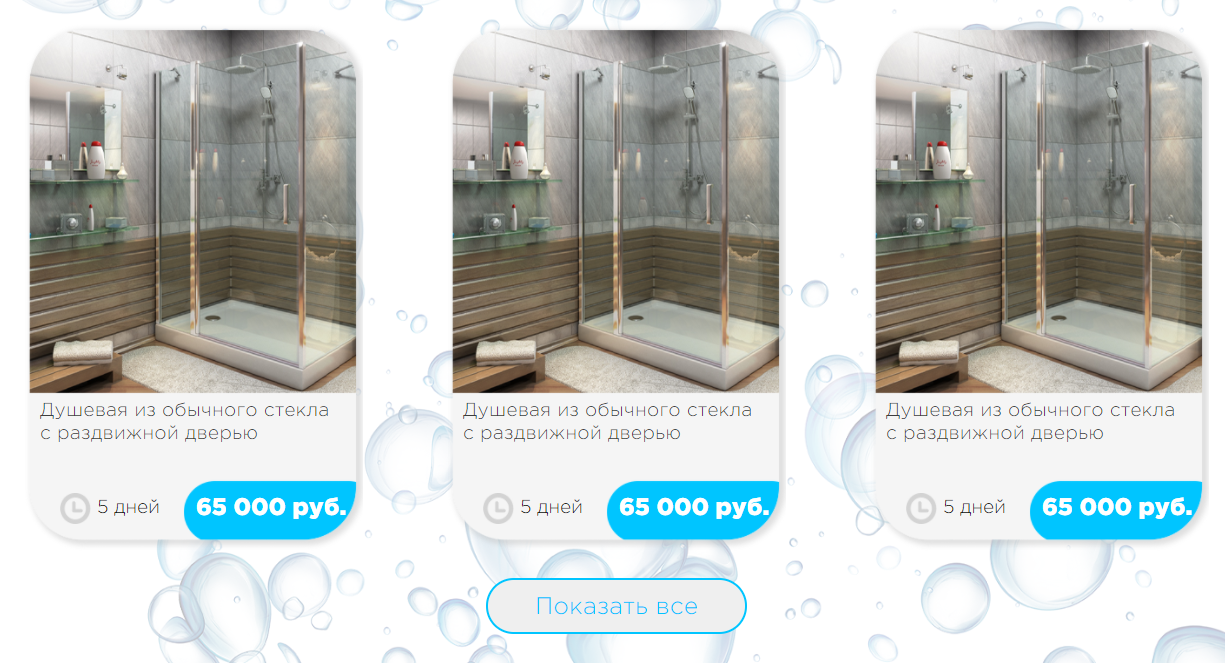 Душевая из обычного стекла
с раздвижной дверью
5 дней
65 000 руб.
Душевая из обычного стекла
с раздвижной дверью
5 дней
65 000 руб.
Душевая из обычного стекла
с раздвижной дверью
5 дней
65 000 руб.
Показать все